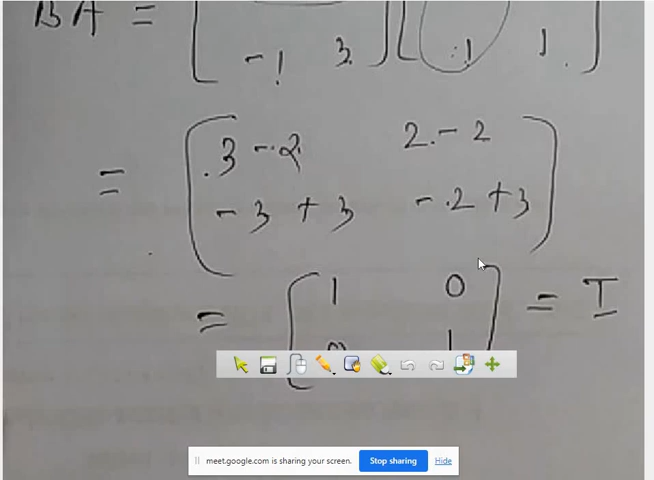 BA =
-1 3 1 1
= 3 - 2 2 - 2
- 3 + 3 - 2 + 3
= 1 0 = I
1
meet.google.com is sharing your screen. Stop sharing Hide